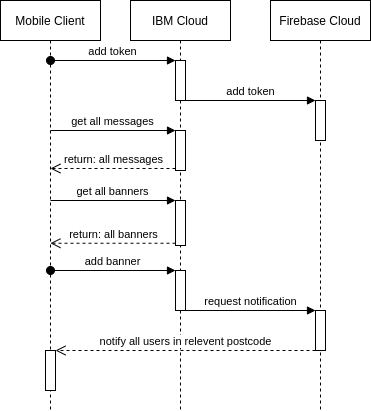 Mobile Client
IBM Cloud
Firebase Cloud
add token
add token
get all messages
return: all messages
get all banners
return: all banners
add banner
request notification
notify all users in relevent postcode